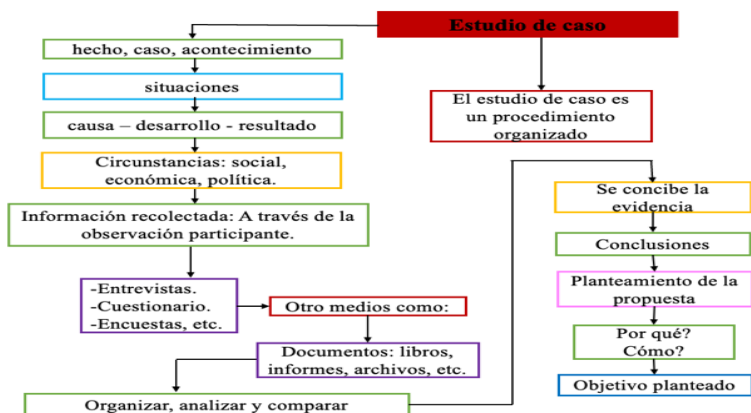 Estudio de caso
hecho, caso, acontecimiento
situaciones
causa – desarrollo - resultado
Circunstancias: social,
económica, política.
Información recolectada: A través de la
observación participante.
-Entrevistas.
-Cuestionario.
-Encuestas, etc.
Otro medios como:
Documentos: libros,
informes, archivos, etc.
Organizar, analizar y comparar
El estudio de caso es
un procedimiento
organizado
Se concibe la
evidencia
Conclusiones
Planteamiento de la
propuesta
Por qué?
Cómo?
Objetivo planteado